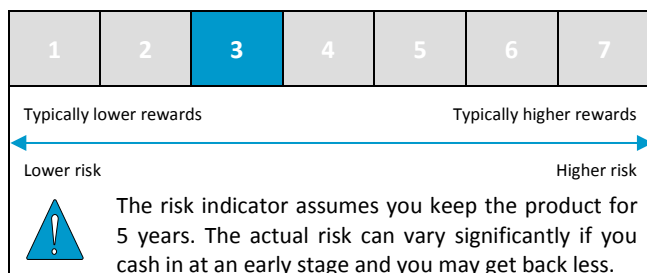 1 2 3 4 5 6 7
Typically lower rewards Typically higher rewards
Lower risk Higher risk
The risk indicator assumes you keep the product for
5 years. The actual risk can vary significantly if you
cash in at an early stage and you may get back less.